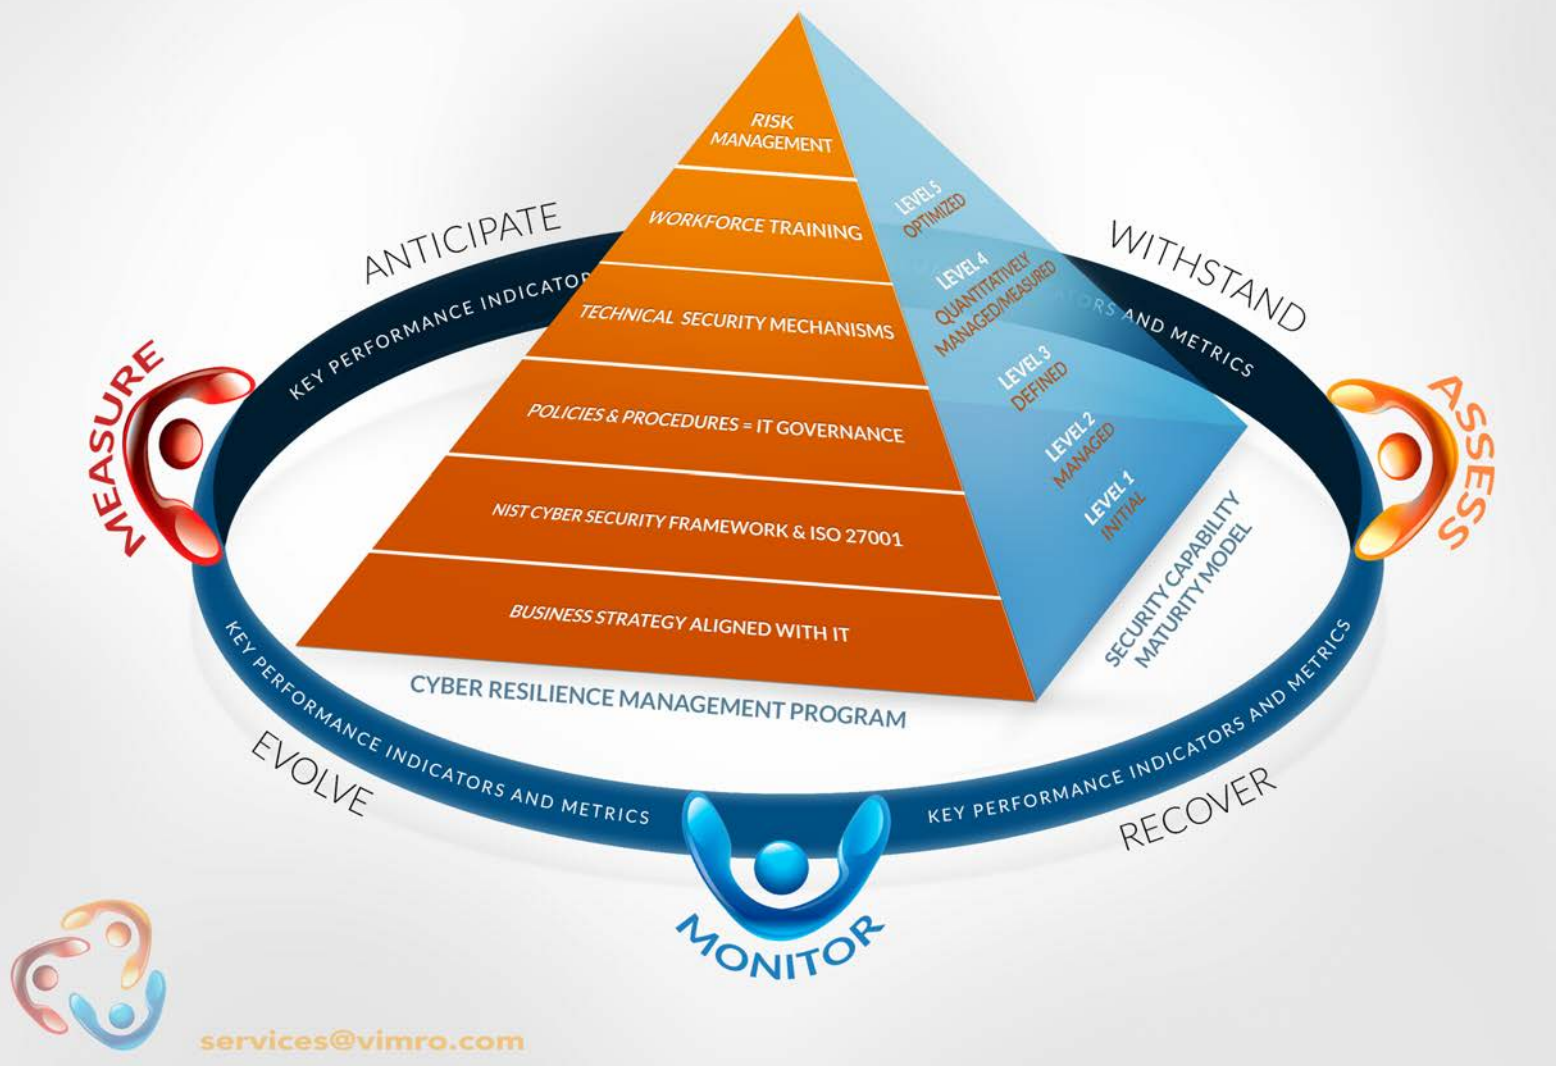 RISK
MANAGEMENT
WORKFORCE TRAINING
TECHNICAL SECURITY MECHANISMS
POLICIES & PROCEDURES = IT GOVERNANCE
NIST CYBER SECURITY FRAMEWORK & ISO 27001
BUSINESS STRATEGY ALIGNED WITH IT
CYBER RESILIENCE MANAGEMENT PROGRAM
LEVEL 5
OPTIMIZED
LEVEL 4
QUANTITATIVELY
MANAGED/MEASURED
LEVEL 3
DEFINED
LEVEL 2
MANAGED
LEVEL 1
INITIAL
SECURITY CAPABILITY
MATURITY MODEL
ANTICIPATE
KEY PERFORMANCE INDICATOR
WITHSTAND
ATORS AND METRICS
MEASURE
ASSESS
KEY PERFORMANCE INDICATORS AND METRICS
EVOLVE
KEY PERFORMANCE INDICATORS AND METRICS
RECOVER
MONITOR
services@vimro.com